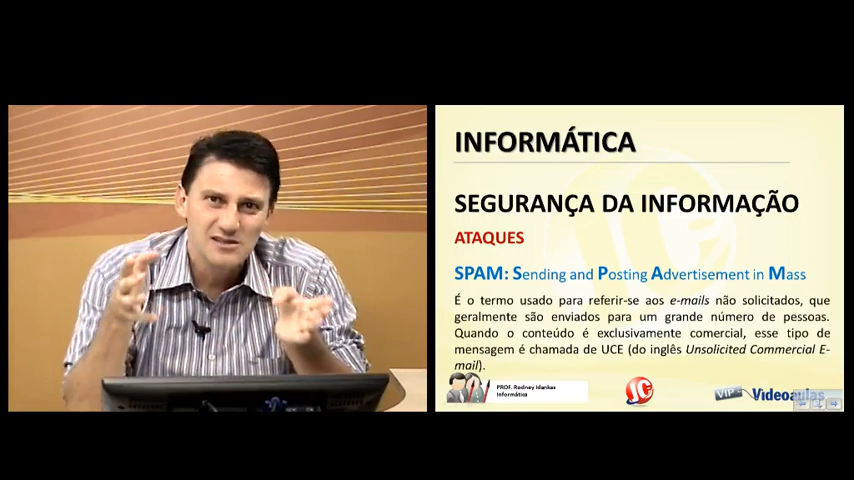 INFORMÁTICA
SEGURANÇA DA INFORMAÇÃO
ATAQUES
SPAM: Sending and Posting Advertisement in Mass
É o termo usado para referir-se aos e-mails não solicitados, que
geralmente são enviados para um grande número de pessoas.
Quando o conteúdo é exclusivamente comercial, esse tipo de
mensagem é chamada de UCE (do inglês Unsolicited Commercial E-
mail).
PROF. Rodney Idankas
Informática
JC
VIP Videoaulas